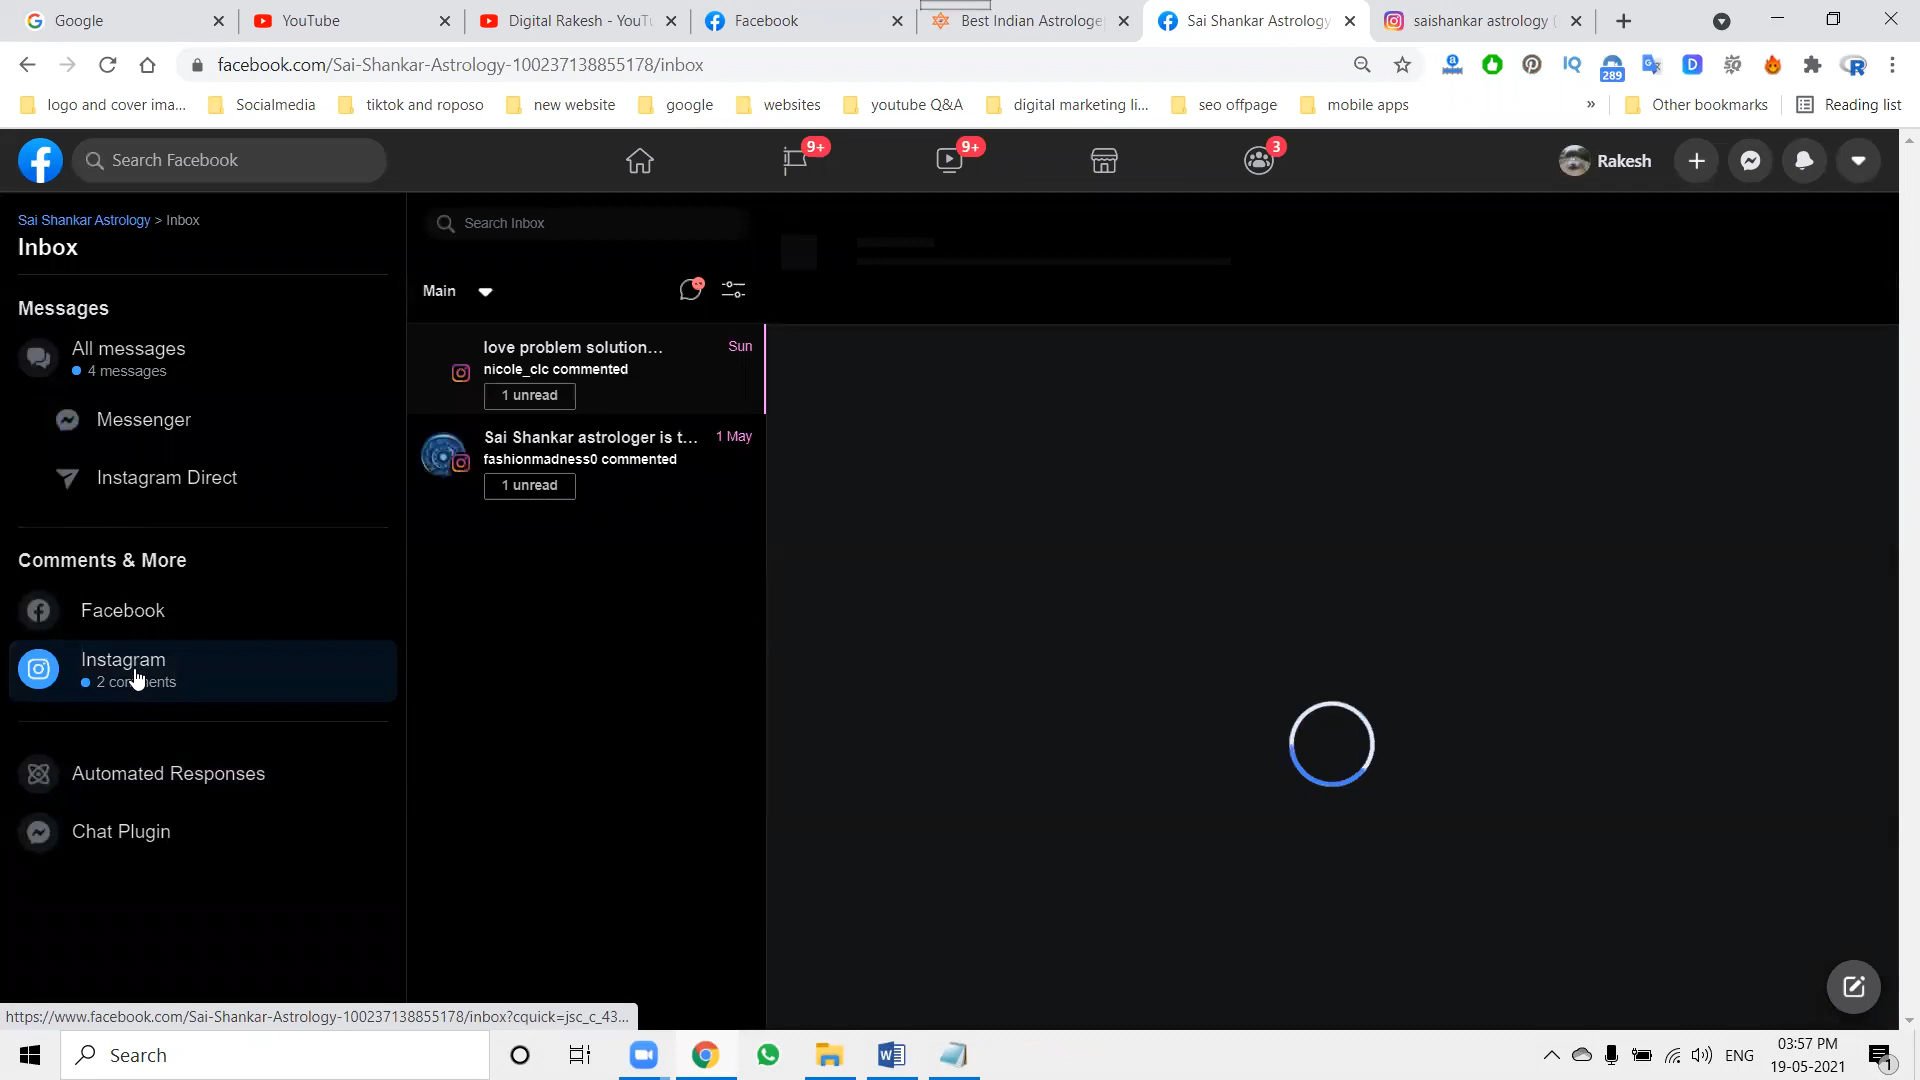 Google
YouTube
Digital Rakesh - YouTu
Facebook
Best Indian Astrologe
Sai Shankar Astrology
saishankar astrology (
facebook.com/Sai-Shankar-Astrology-100237138855178/inbox
289
logo and cover ima...
Socialmedia
tiktok and roposo
new website
google
websites
youtube Q&A
digital marketing li...
seo offpage
mobile apps
»
Other bookmarks
Reading list
Search Facebook
9+
9+
3
Rakesh
Sai Shankar Astrology > Inbox
Inbox
Messages
All messages
4 messages
Messenger
Instagram Direct
Comments & More
Facebook
Instagram
2 comments
Automated Responses
Chat Plugin
Search Inbox
Main
love problem solution...
Sun
nicole_clc commented
1 unread
Sai Shankar astrologer is t...
1 May
fashionmadness0 commented
1 unread
https://www.facebook.com/Sai-Shankar-Astrology-100237138855178/inbox?cquick=jsc_c_43...
Search
ENG
03:57 PM
19-05-2021
1